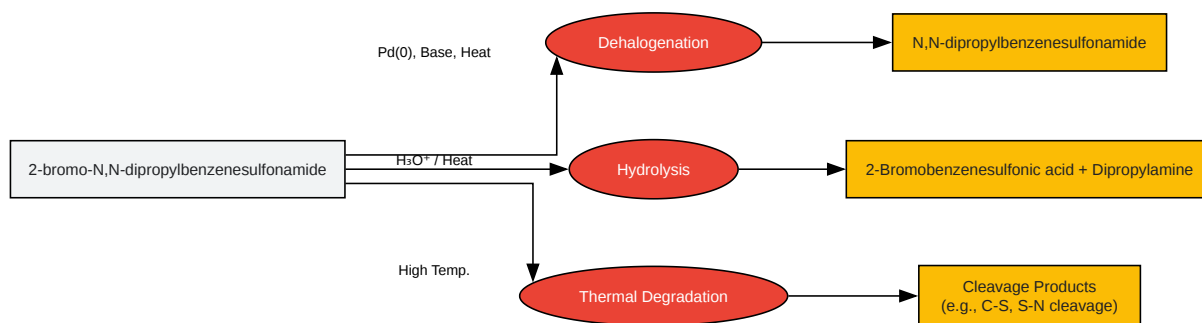 Dehalogenation
N,N-dipropylbenzenesulfonamide
Pd(0), Base, Heat
2-bromo-N,N-dipropylbenzenesulfonamide
H₃O⁺ / Heat
Hydrolysis
2-Bromobenzenesulfonic acid + Dipropylamine
High Temp.
Thermal Degradation
Cleavage Products
(e.g., C-S, S-N cleavage)